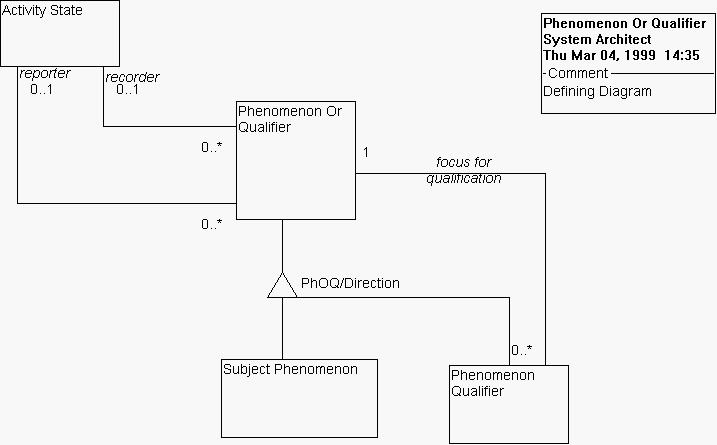 Activity State
reporter
recorder
0..1
0..1
Phenomenon Or Qualifier
System Architect
Thu Mar 04, 1999 14:35
Comment
Defining Diagram
Phenomenon Or
Qualifier
0..*
1
focus for
qualification
0..*
PhOQ/Direction
0..*
Subject Phenomenon
Phenomenon
Qualifier